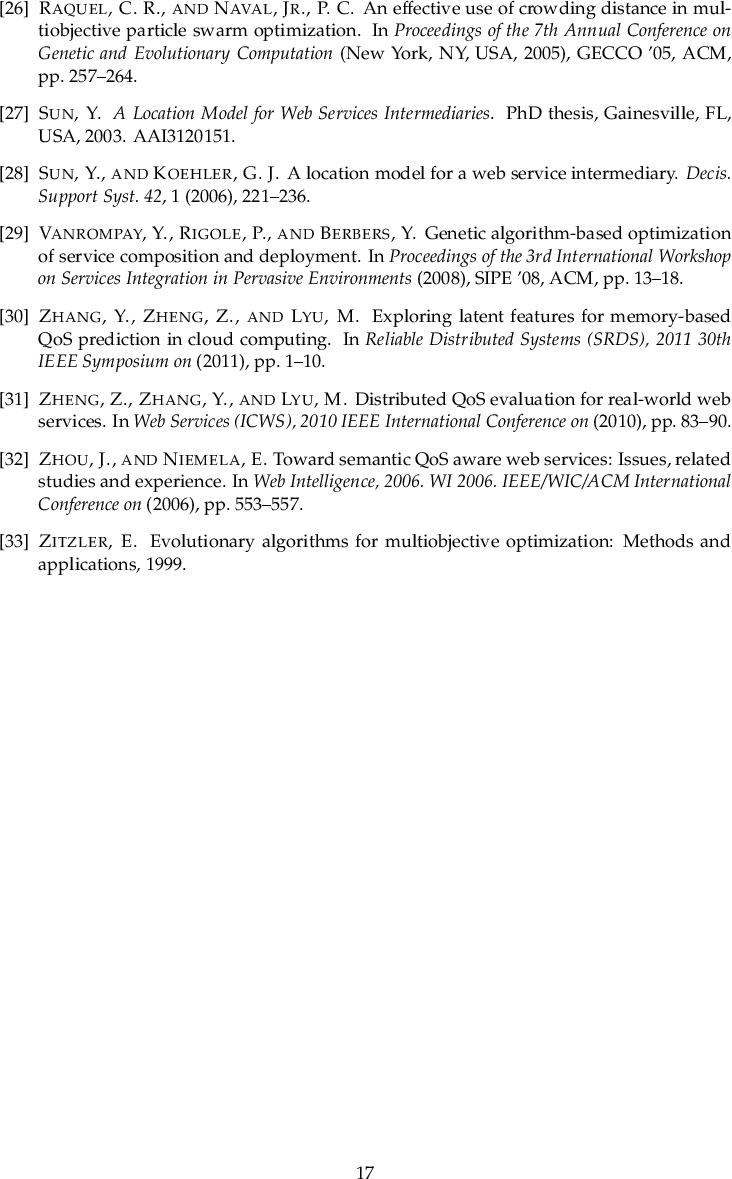 [26] RAQUEL, C. R., AND NAVAL, JR., P. C. An effective use of crowding distance in mul-
tiobjective particle swarm optimization. In Proceedings of the 7th Annual Conference on
Genetic and Evolutionary Computation (New York, NY, USA, 2005), GECCO ’05, ACM,
pp. 257–264.
[27] SUN, Y. A Location Model for Web Services Intermediaries. PhD thesis, Gainesville, FL,
USA, 2003. AAI3120151.
[28] SUN, Y., AND KOEHLER, G. J. A location model for a web service intermediary. Decis.
Support Syst. 42, 1 (2006), 221–236.
[29] VANROMPAY, Y., RIGOLE, P., AND BERBERS, Y. Genetic algorithm-based optimization
of service composition and deployment. In Proceedings of the 3rd International Workshop
on Services Integration in Pervasive Environments (2008), SIPE ’08, ACM, pp. 13–18.
[30] ZHANG, Y., ZHENG, Z., AND LYU, M. Exploring latent features for memory-based
QoS prediction in cloud computing. In Reliable Distributed Systems (SRDS), 2011 30th
IEEE Symposium on (2011), pp. 1–10.
[31] ZHENG, Z., ZHANG, Y., AND LYU, M. Distributed QoS evaluation for real-world web
services. In Web Services (ICWS), 2010 IEEE International Conference on (2010), pp. 83–90.
[32] ZHOU, J., AND NIEMELA, E. Toward semantic QoS aware web services: Issues, related
studies and experience. In Web Intelligence, 2006. WI 2006. IEEE/WIC/ACM International
Conference on (2006), pp. 553–557.
[33] ZITZLER, E. Evolutionary algorithms for multiobjective optimization: Methods and
applications, 1999.
17